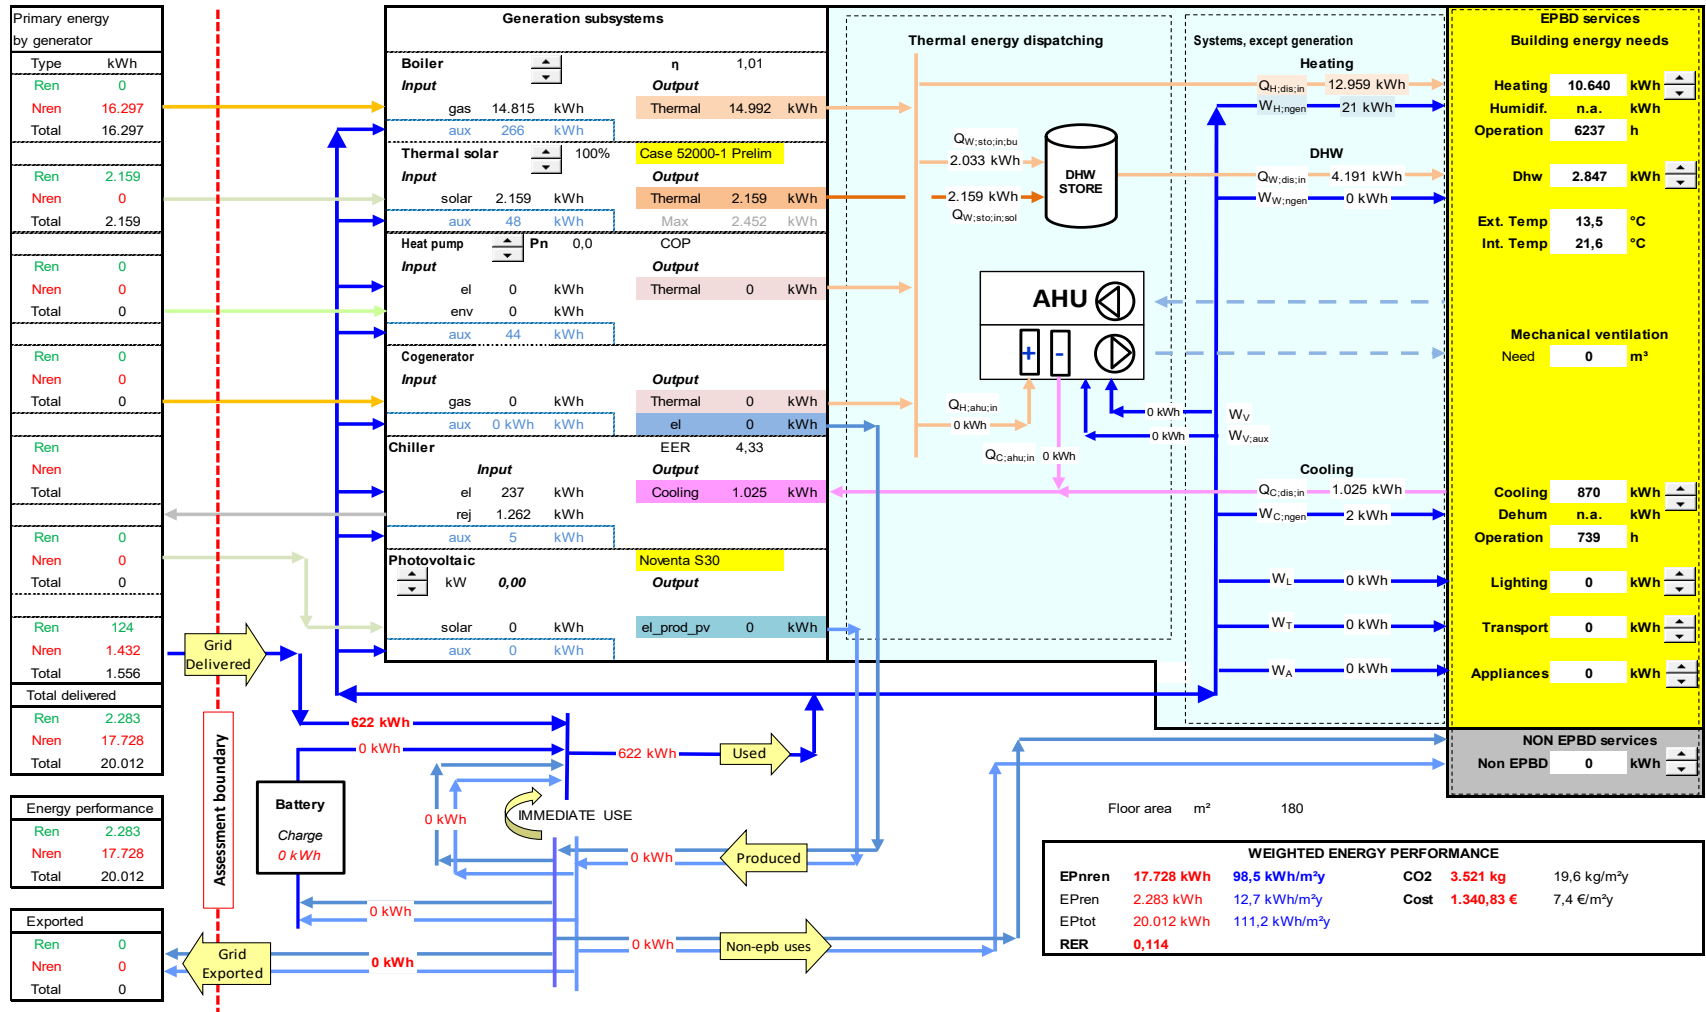 Primary energy
by generator
Type kWh
Ren 0
Nren 16.297
Total 16.297
Ren 2.159
Nren 0
Total 2.159
Ren 0
Nren 0
Total 0
Ren 0
Nren 0
Total 0
Ren
Nren
Total
Ren 0
Nren 0
Total 0
Ren 124
Nren 1.432
Total 1.556
Total delivered
Ren 2.283
Nren 17.728
Total 20.012
Energy performance
Ren 2.283
Nren 17.728
Total 20.012
Exported
Ren 0
Nren 0
Total 0
Assessment boundary
Grid
Delivered
Grid
Exported
Generation subsystems
Boiler η 1,01
Input Output
gas 14.815 kWh Thermal 14.992 kWh
aux 266 kWh
Thermal solar 100% Case 52000-1 Prelim
Input Output
solar 2.159 kWh Thermal 2.159 kWh
aux 48 kWh Max 2.452 kWh
Heat pump Pn 0,0 COP
Input Output
el 0 kWh Thermal 0 kWh
env 0 kWh
aux 44 kWh
Cogenerator
Input Output
gas 0 kWh Thermal 0 kWh
aux 0 kWh kWh el 0 kWh
Chiller EER 4,33
Input Output
el 237 kWh Cooling 1.025 kWh
rej 1.262 kWh
aux 5 kWh
Photovoltaic Noventa S30
kW 0,00 Output
solar 0 kWh el_prod_pv 0 kWh
aux 0 kWh
Thermal energy dispatching
QW;sto;in;bu
2.033 kWh
2.159 kWh
QW;sto;in;sol
DHW
STORE
AHU
+ -
QH;ahu;in
0 kWh
QC;ahu;in 0 kWh
0 kWh WV
0 kWh WV;aux
Systems, except generation
Heating
QH;dis;in 12.959 kWh
WH;ngen 21 kWh
DHW
QW;dis;in 4.191 kWh
WW;ngen 0 kWh
Cooling
QC;dis;in 1.025 kWh
WC;ngen 2 kWh
WL 0 kWh
WT 0 kWh
WA 0 kWh
EPBD services
Building energy needs
Heating 10.640 kWh
Humidif. n.a. kWh
Operation 6237 h
Dhw 2.847 kWh
Ext. Temp 13,5 °C
Int. Temp 21,6 °C
Mechanical ventilation
Need 0 m³
Cooling 870 kWh
Dehum n.a. kWh
Operation 739 h
Lighting 0 kWh
Transport 0 kWh
Appliances 0 kWh
NON EPBD services
Non EPBD 0 kWh
622 kWh
0 kWh
622 kWh
Used
Battery
Charge
0 kWh
0 kWh
IMMEDIATE USE
0 kWh
Produced
0 kWh
0 kWh
Non-epb uses
0 kWh
Floor area m² 180
WEIGHTED ENERGY PERFORMANCE
EPnren 17.728 kWh 98,5 kWh/m²y CO2 3.521 kg 19,6 kg/m²y
EPren 2.283 kWh 12,7 kWh/m²y Cost 1.340,83 € 7,4 €/m²y
EPtot 20.012 kWh 111,2 kWh/m²y
RER 0,114